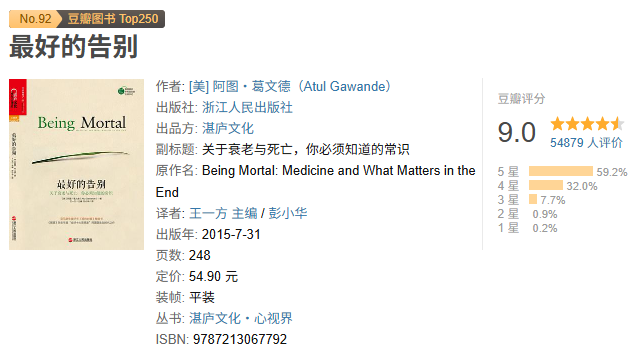 No.92 豆瓣图书 Top250
最好的告别
Being Mortal
最好的告别
作者: [美] 阿图·葛文德（Atul Gawande）
出版社: 浙江人民出版社
出品方: 湛庐文化
副标题: 关于衰老与死亡，你必须知道的常识
原作名: Being Mortal: Medicine and What Matters in the
End
译者: 王一方 主编 / 彭小华
出版年: 2015-7-31
页数: 248
定价: 54.90 元
装帧: 平装
丛书: 湛庐文化·心视界
ISBN: 9787213067792
豆瓣评分
9.0
54879 人评价
5 星 59.2%
4 星 32.0%
3 星 7.7%
2 星 0.9%
1 星 0.2%